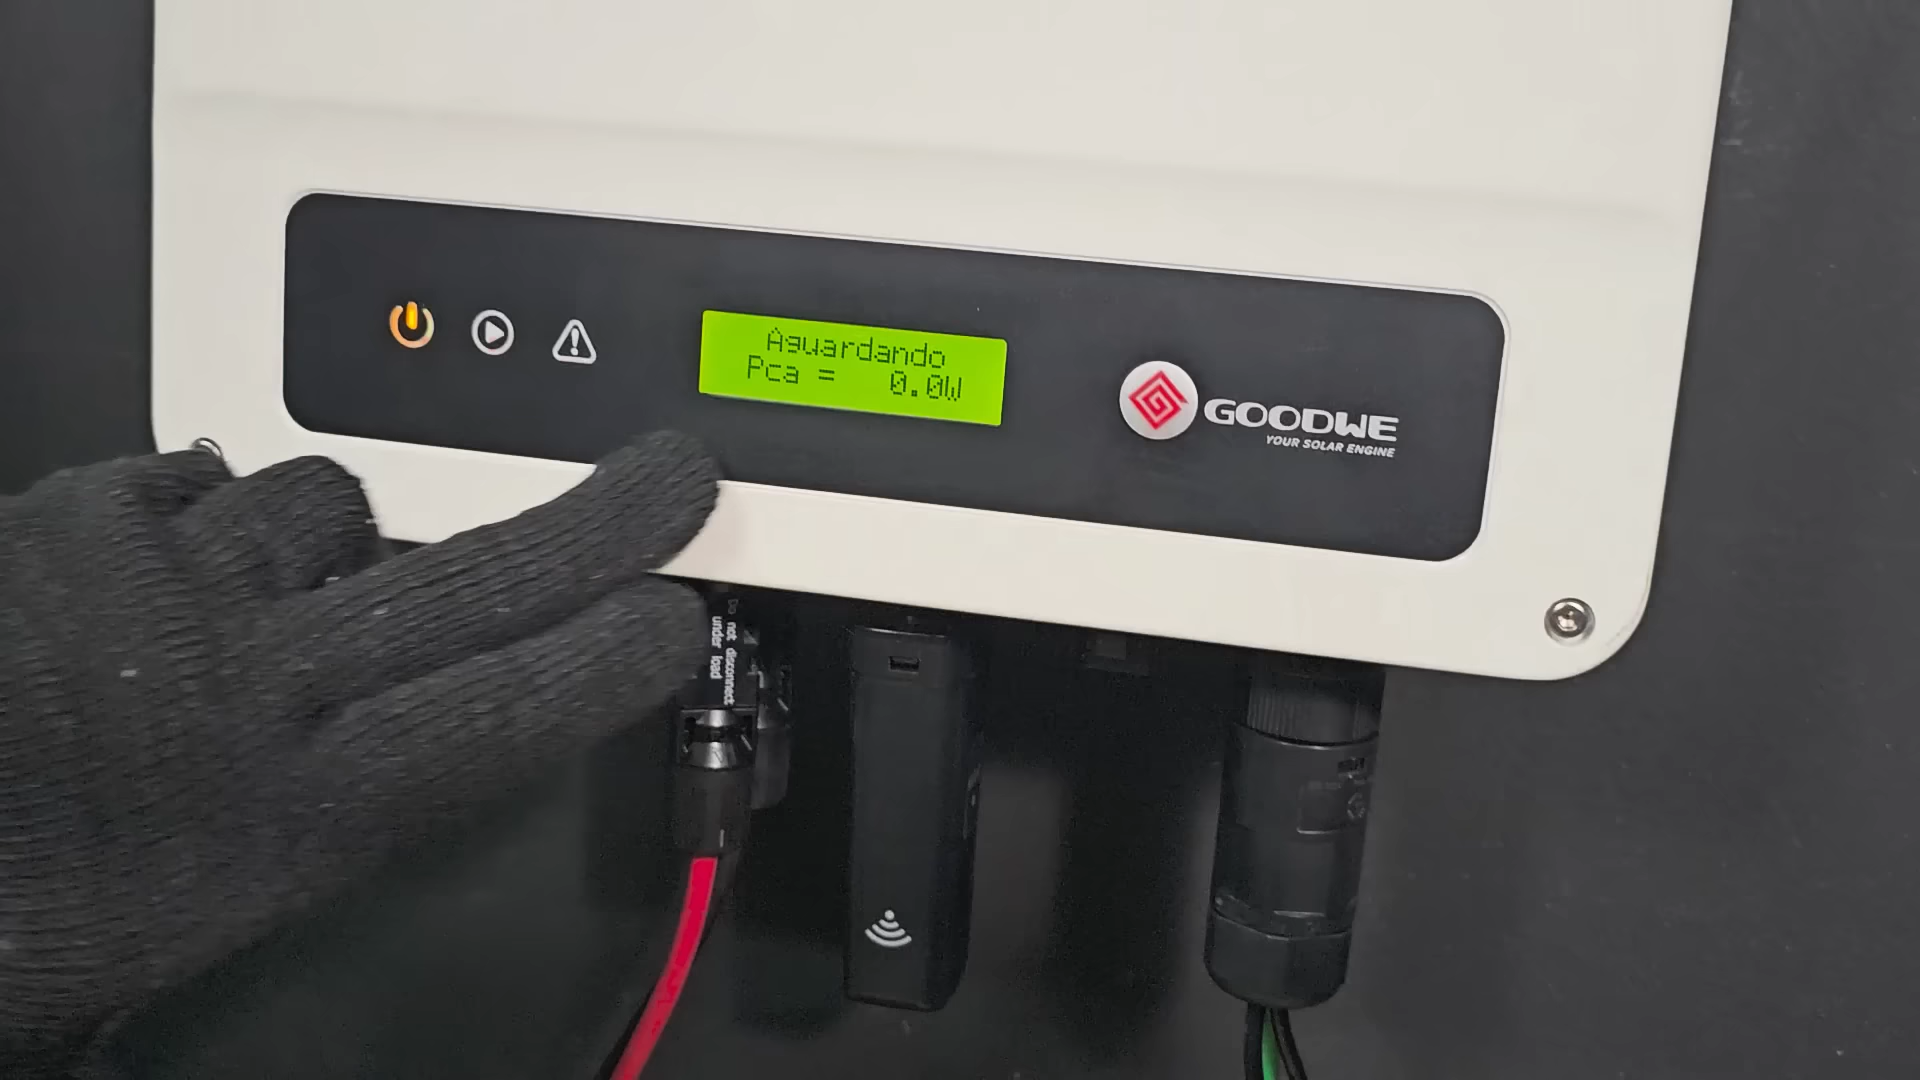 Aguardando
Pca = 0.0W
GOODWE
YOUR SOLAR ENGINE
Do not disconnect
under load